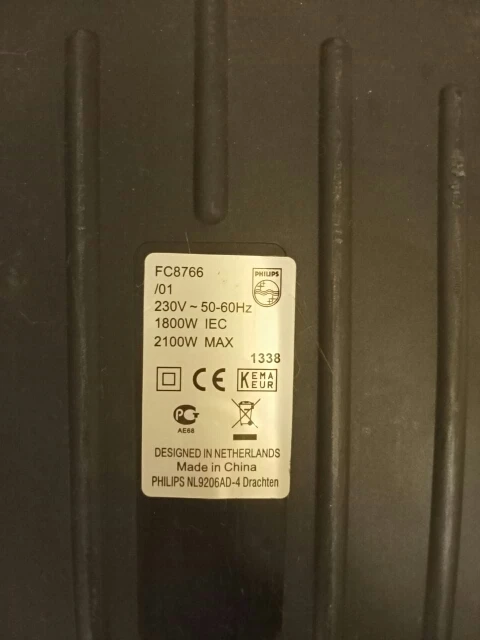 FC8766
PHILIPS
/01
230V ~ 50-60Hz
1800W IEC
2100W MAX
1338
CE KEMA KEUR
PG
AE68
DESIGNED IN NETHERLANDS
Made in China
PHILIPS NL9206AD-4 Drachten